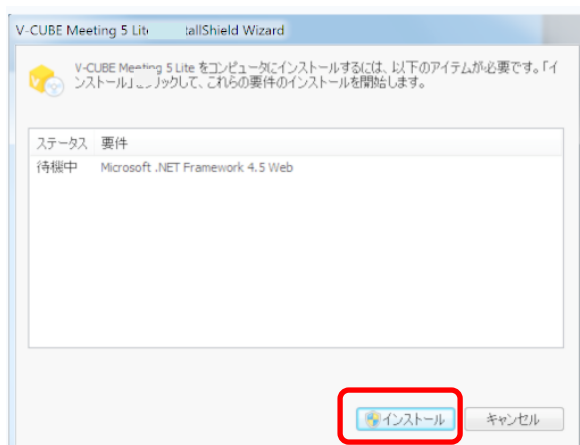 V-CUBE Meeting 5 Lite tallShield Wizard
V-CUBE Meeting 5 Lite をコンピュータにインストールするには、以下のアイテムが必要です。「イ
ンストール」 リックして、これらの要件のインストールを開始します。
ステータス 要件
待機中 Microsoft .NET Framework 4.5 Web
インストール キャンセル